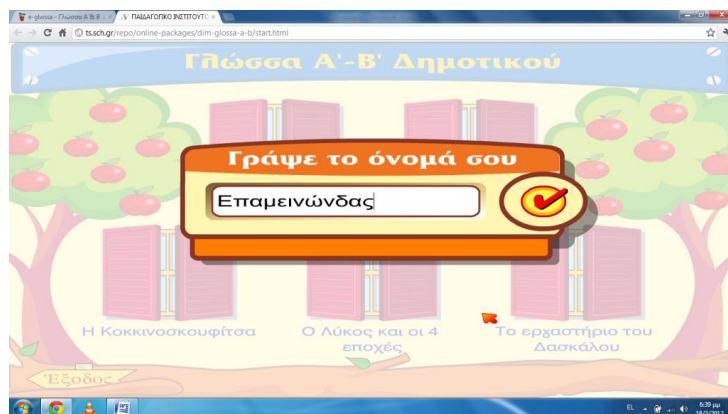 e-glossa - Γλώσσα Α' & Β
ΠΑΙΔΑΓΩΓΙΚΟ ΙΝΣΤΙΤΟΥΤΟ
ts.sch.gr/repo/online-packages/dim-glossa-a-b/start.html
Γλώσσα Α'-Β' Δημοτικού
Γράψε το όνομά σου
Επαμεινώνδας
Η Κοκκινοσκουφίτσα
Ο Λύκος και οι 4
εποχές
Το εργαστήριο του
Δασκάλου
Έξοδος
EL
6:39 μμ